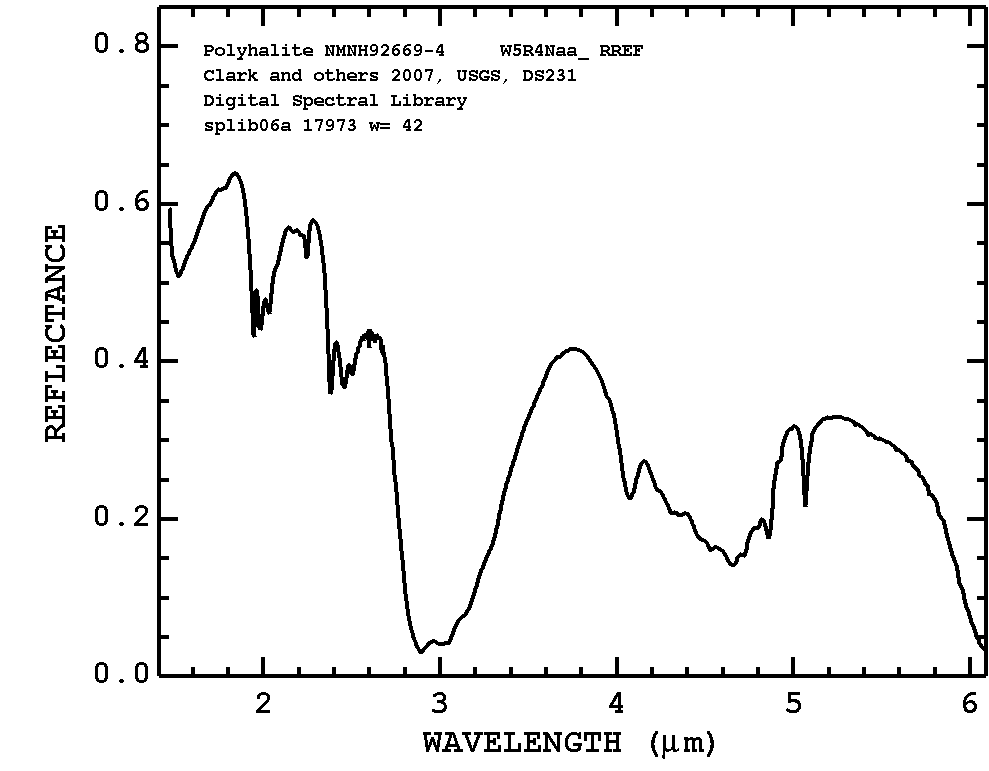 0.8
Polyhalite NMNH92669-4 W5R4Naa_ RREF
Clark and others 2007, USGS, DS231
Digital Spectral Library
splib06a 17973 w= 42
0.6
REFLECTANCE
0.4
0.2
0.0
2 3 4 5 6
WAVELENGTH (μm)